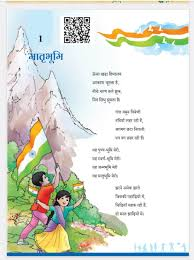 1
मातृभूमि
ऊँचा खड़ा हिमालय
आकाश चूमता है,
नीचे चरण तले झुक,
नित सिंधु झूमता है।
गंगा यमुन त्रिवेणी
नदियाँ लहर रही हैं,
जगमग छटा निराली
पग पग छहर रही हैं।
वह पुण्य भूमि मेरी,
वह स्वर्ण भूमि मेरी।
वह जन्मभूमि मेरी
वह मातृभूमि मेरी।
झरने अनेक झरते
जिसकी पहाड़ियों में,
चिड़ियाँ चहक रही हैं,
हो मस्त झाड़ियों में।